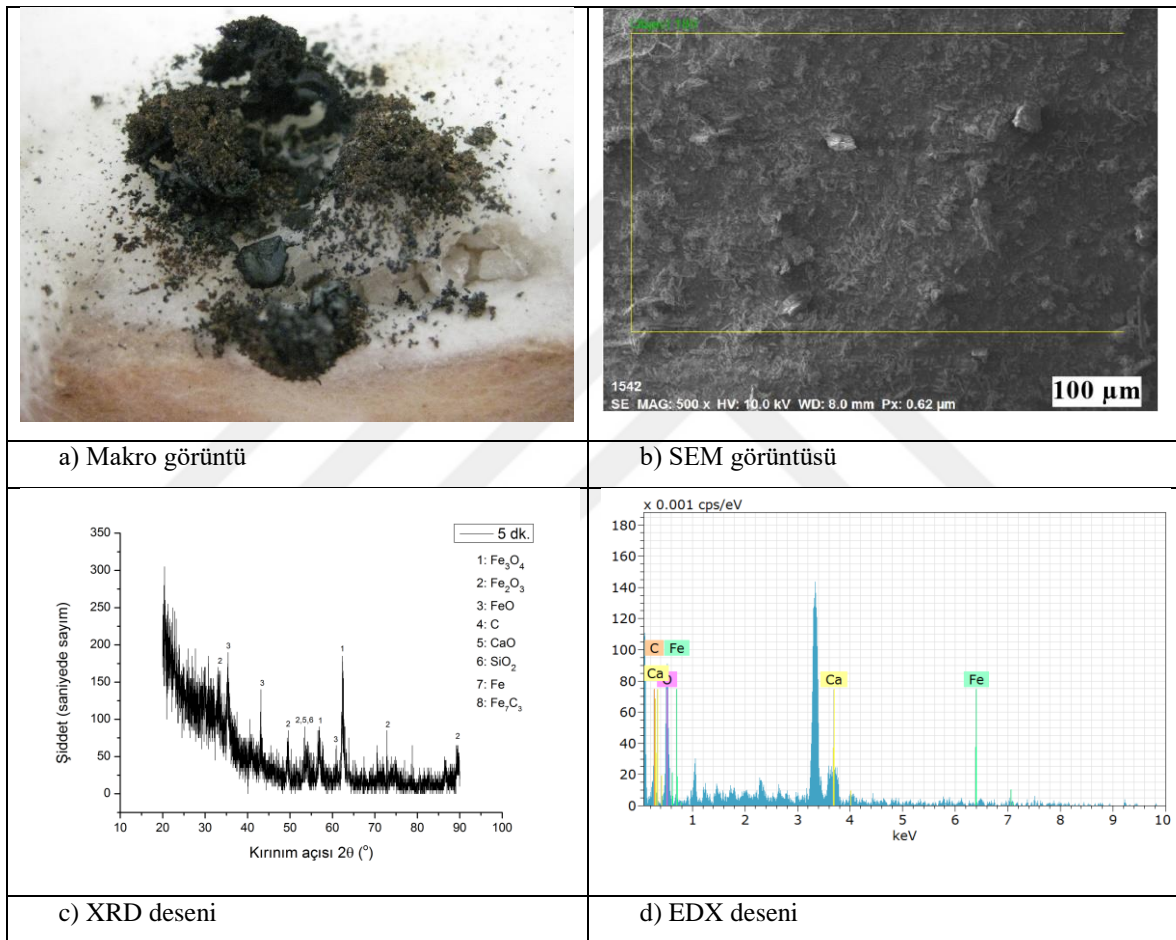 1542
SE MAG: 500 x HV: 10.0 kV WD: 8.0 mm Px: 0.62 µm
100 µm
a) Makro görüntü
b) SEM görüntüsü
350
300
250
200
150
100
50
0
10 20 30 40 50 60 70 80 90 100
Şiddet (saniyede sayım)
Kırınım açısı 2θ (°)
5 dk.
1: Fe₃O₄
2: Fe₂O₃
3: FeO
4: C
5: CaO
6: SiO₂
7: Fe
8: Fe₇C₃
2
3
3
2
2,5,6
1
3
1
2
2
x 0.001 cps/eV
180
160
140
120
100
80
60
40
20
0
C Fe
Ca O
Ca
Fe
1 2 3 4 5 6 7 8 9 10
keV
c) XRD deseni
d) EDX deseni